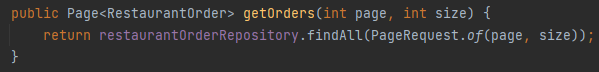 public Page<RestaurantOrder> getOrders(int page, int size) {
    return restaurantOrderRepository.findAll(PageRequest.of(page, size));
}